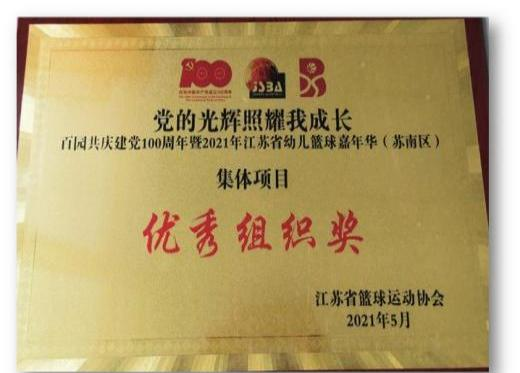 100
JSBA
党的光辉照耀我成长
百园共庆建党100周年暨2021年江苏省幼儿篮球嘉年华（苏南区）
集体项目
优秀组织奖
江苏省篮球运动协会
2021年5月